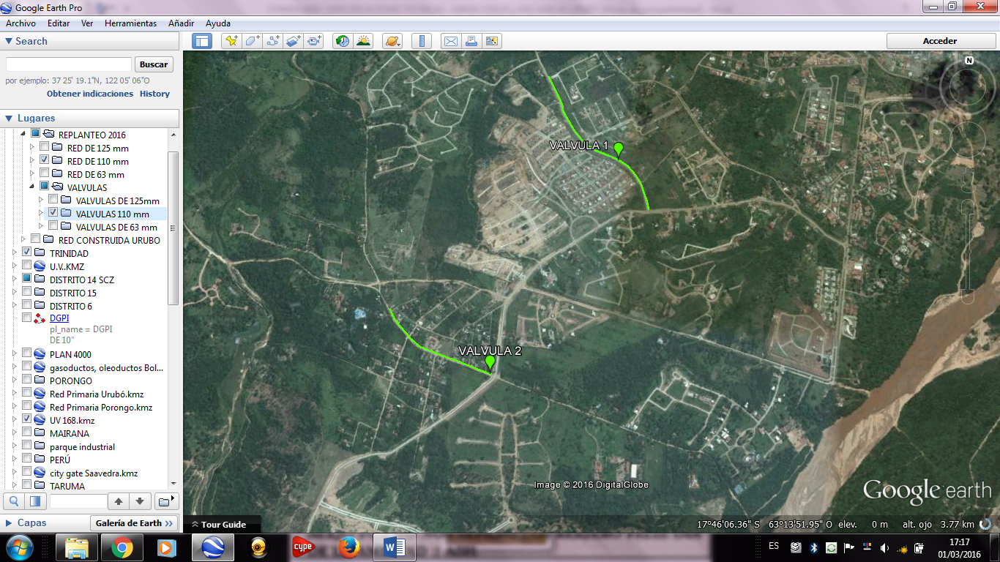 Google Earth Pro
Archivo Editar Ver Herramientas Añadir Ayuda
Search
Buscar
por ejemplo: 37 25' 19.1"N, 122 05' 06"O
Obtener indicaciones History
Lugares
REPLANTEO 2016
RED DE 125 mm
RED DE 110 mm
RED DE 63 mm
VALVULAS
VALVULAS DE 125mm
VALVULAS 110 mm
VALVULAS DE 63 mm
RED CONSTRUIDA URUBO
TRINIDAD
U.V..KMZ
DISTRITO 14 SCZ
DISTRITO 15
DISTRITO 6
DGPI
pl_name = DGPI
DE 10"
PLAN 4000
gasoductos, oleoductos Bol...
PORONGO
Red Primaria Urubó.kmz
Red Primaria Porongo.kmz
UV 168.kmz
MAIRANA
parque industrial
PERÚ
city gate Saavedra.kmz
TARUMA
Capas
Galería de Earth
Acceder
N
VALVULA 1
VALVULA 2
Image © 2016 DigitalGlobe
Google earth
Tour Guide
17°46'06.36" S 63°13'51.95" O elev. 0 m alt. ojo 3.77 km
cype
W
ES
17:17
01/03/2016